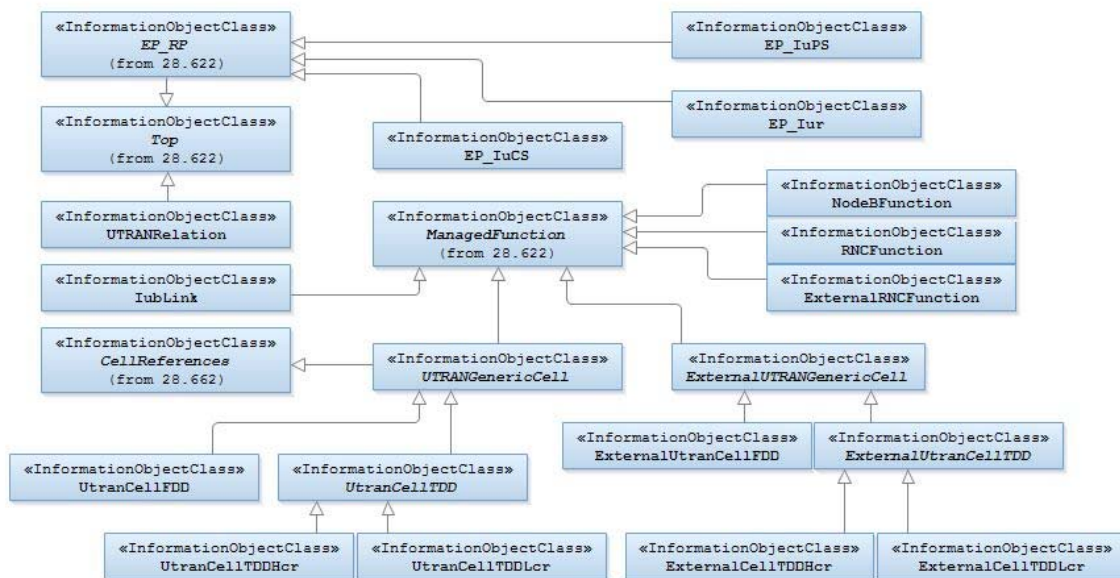 «InformationObjectClass»
EP_RP
(from 28.622)
«InformationObjectClass»
EP_IuPS
«InformationObjectClass»
Top
(from 28.622)
«InformationObjectClass»
EP_IuCS
«InformationObjectClass»
EP_Iur
«InformationObjectClass»
UTRANRelation
«InformationObjectClass»
ManagedFunction
(from 28.622)
«InformationObjectClass»
NodeBFunction
«InformationObjectClass»
RNCFunction
«InformationObjectClass»
ExternalRNCFunction
«InformationObjectClass»
IubLink
«InformationObjectClass»
CellReferences
(from 28.662)
«InformationObjectClass»
UTRANGenericCell
«InformationObjectClass»
ExternalUTRANGenericCell
«InformationObjectClass»
UtranCellFDD
«InformationObjectClass»
UtranCellTDD
«InformationObjectClass»
ExternalUtranCellFDD
«InformationObjectClass»
ExternalUtranCellTDD
«InformationObjectClass»
UtranCellTDDHcr
«InformationObjectClass»
UtranCellTDDLcr
«InformationObjectClass»
ExternalCellTDDHcr
«InformationObjectClass»
ExternalCellTDDLcr